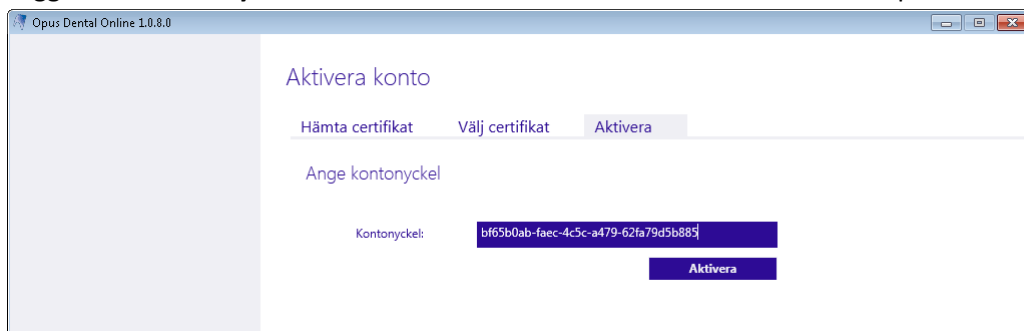 Opus Dental Online 1.0.8.0
Aktivera konto
Hämta certifikat Välj certifikat Aktivera
Ange kontonyckel
Kontonyckel: bf65b0ab-faec-4c5c-a479-62fa79d5b885
Aktivera